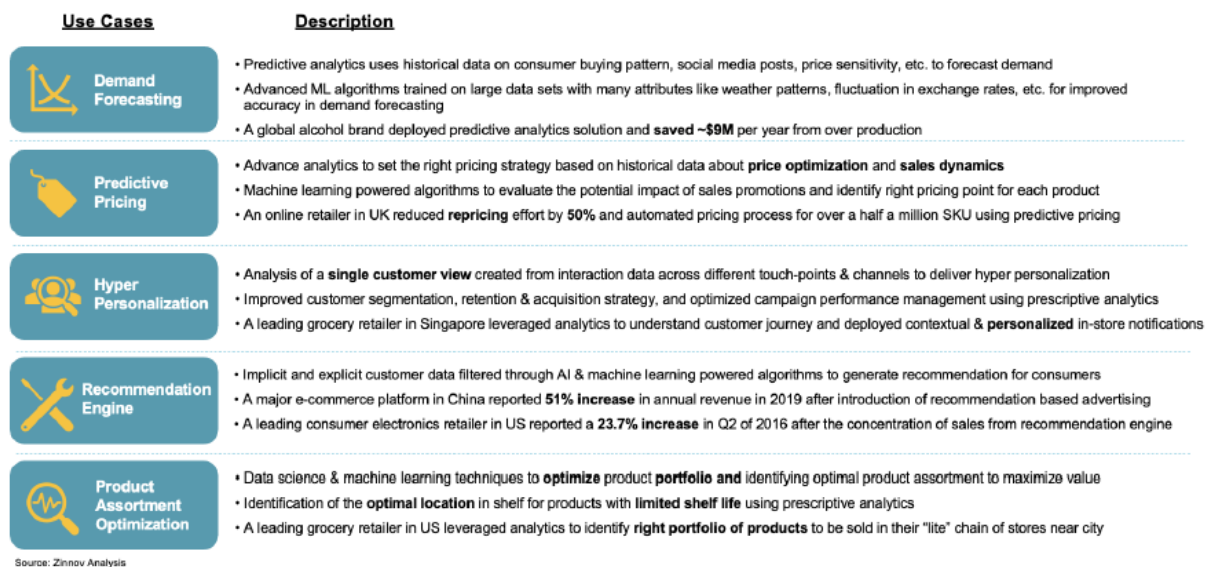 Use Cases
Description
Demand
Forecasting
• Predictive analytics uses historical data on consumer buying pattern, social media posts, price sensitivity, etc. to forecast demand
• Advanced ML algorithms trained on large data sets with many attributes like weather patterns, fluctuation in exchange rates, etc. for improved
accuracy in demand forecasting
• A global alcohol brand deployed predictive analytics solution and saved ~$9M per year from over production
Predictive
Pricing
• Advance analytics to set the right pricing strategy based on historical data about price optimization and sales dynamics
• Machine learning powered algorithms to evaluate the potential impact of sales promotions and identify right pricing point for each product
• An online retailer in UK reduced repricing effort by 50% and automated pricing process for over a half a million SKU using predictive pricing
Hyper
Personalization
• Analysis of a single customer view created from interaction data across different touch-points & channels to deliver hyper personalization
• Improved customer segmentation, retention & acquisition strategy, and optimized campaign performance management using prescriptive analytics
• A leading grocery retailer in Singapore leveraged analytics to understand customer journey and deployed contextual & personalized in-store notifications
Recommendation
Engine
• Implicit and explicit customer data filtered through AI & machine learning powered algorithms to generate recommendation for consumers
• A major e-commerce platform in China reported 51% increase in annual revenue in 2019 after introduction of recommendation based advertising
• A leading consumer electronics retailer in US reported a 23.7% increase in Q2 of 2016 after the concentration of sales from recommendation engine
Product
Assortment
Optimization
• Data science & machine learning techniques to optimize product portfolio and identifying optimal product assortment to maximize value
• Identification of the optimal location in shelf for products with limited shelf life using prescriptive analytics
• A leading grocery retailer in US leveraged analytics to identify right portfolio of products to be sold in their "lite" chain of stores near city
Source: Zinnov Analysis